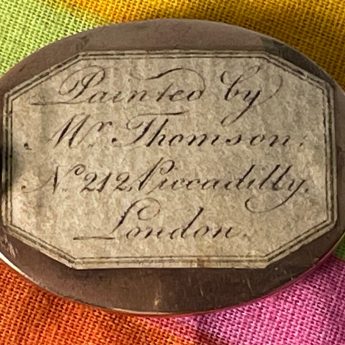 Painted by
Mr. Thomson.
No. 212 Piccadilly.
London.